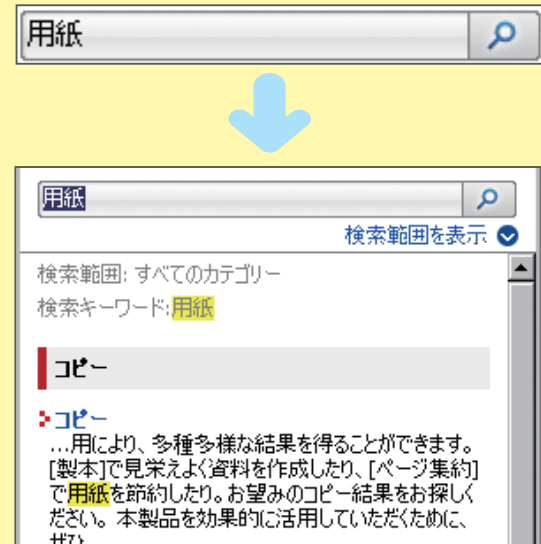 用紙
用紙
検索範囲を表示
検索範囲: すべてのカテゴリー
検索キーワード:用紙
コピー
コピー
…用により、多種多様な結果を得ることができます。
[製本]で見栄えよく資料を作成したり、[ページ集約]
で用紙を節約したり。お望みのコピー結果をお探しく
ださい。本製品を効果的に活用していただくために、
ぜひ